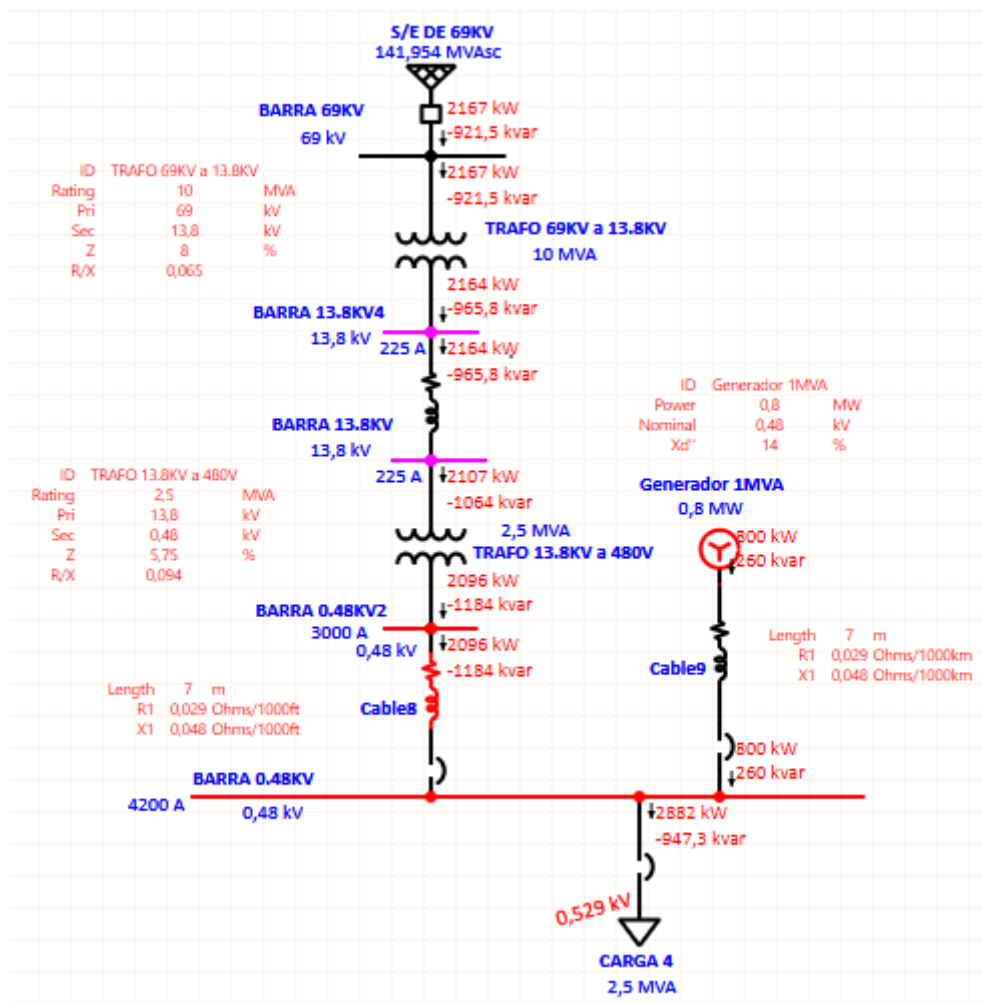 S/E DE 69KV
141,954 MVAsc
BARRA 69KV
69 kV
2167 kW
-921,5 kvar
2167 kW
-921,5 kvar
ID TRAFO 69KV a 13.8KV
Rating 10 MVA
Pri 69 kV
Sec 13,8 kV
Z 8 %
R/X 0,065
TRAFO 69KV a 13.8KV
10 MVA
2164 kW
-965,8 kvar
BARRA 13.8KV4
13,8 kV
225 A
2164 kW
-965,8 kvar
BARRA 13.8KV
13,8 kV
225 A
2107 kW
-1064 kvar
ID Generador 1MVA
Power 0,8 MW
Nominal 0,48 kV
Xd'' 14 %
ID TRAFO 13.8KV a 480V
Rating 2,5 MVA
Pri 13,8 kV
Sec 0,48 kV
Z 5,75 %
R/X 0,094
2,5 MVA
TRAFO 13.8KV a 480V
Generador 1MVA
0,8 MW
800 kW
260 kvar
2096 kW
-1184 kvar
BARRA 0.48KV2
3000 A
0,48 kV
2096 kW
-1184 kvar
Length 7 m
R1 0,029 Ohms/1000ft
X1 0,048 Ohms/1000ft
Cable8
Cable9
Length 7 m
R1 0,029 Ohms/1000km
X1 0,048 Ohms/1000km
800 kW
260 kvar
BARRA 0.48KV
4200 A
0,48 kV
2882 kW
-947,3 kvar
0,529 kV
CARGA 4
2,5 MVA